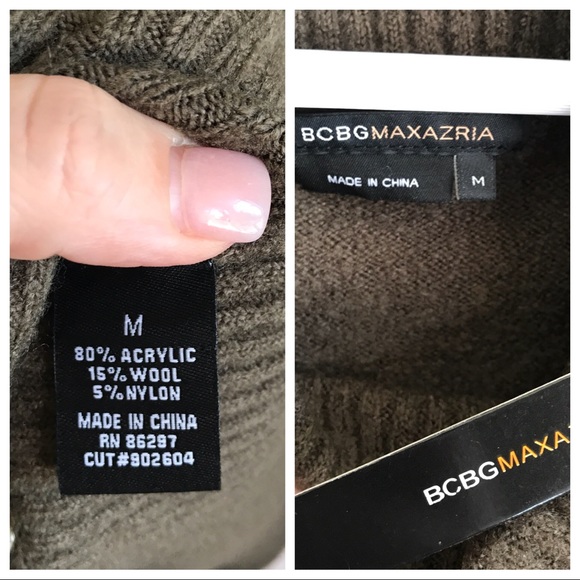 M
80% ACRYLIC
15% WOOL
5% NYLON
MADE IN CHINA
RN 86297
CUT#902604
BCBGMAXAZRIA
MADE IN CHINA
M
BCBGMAXAZ